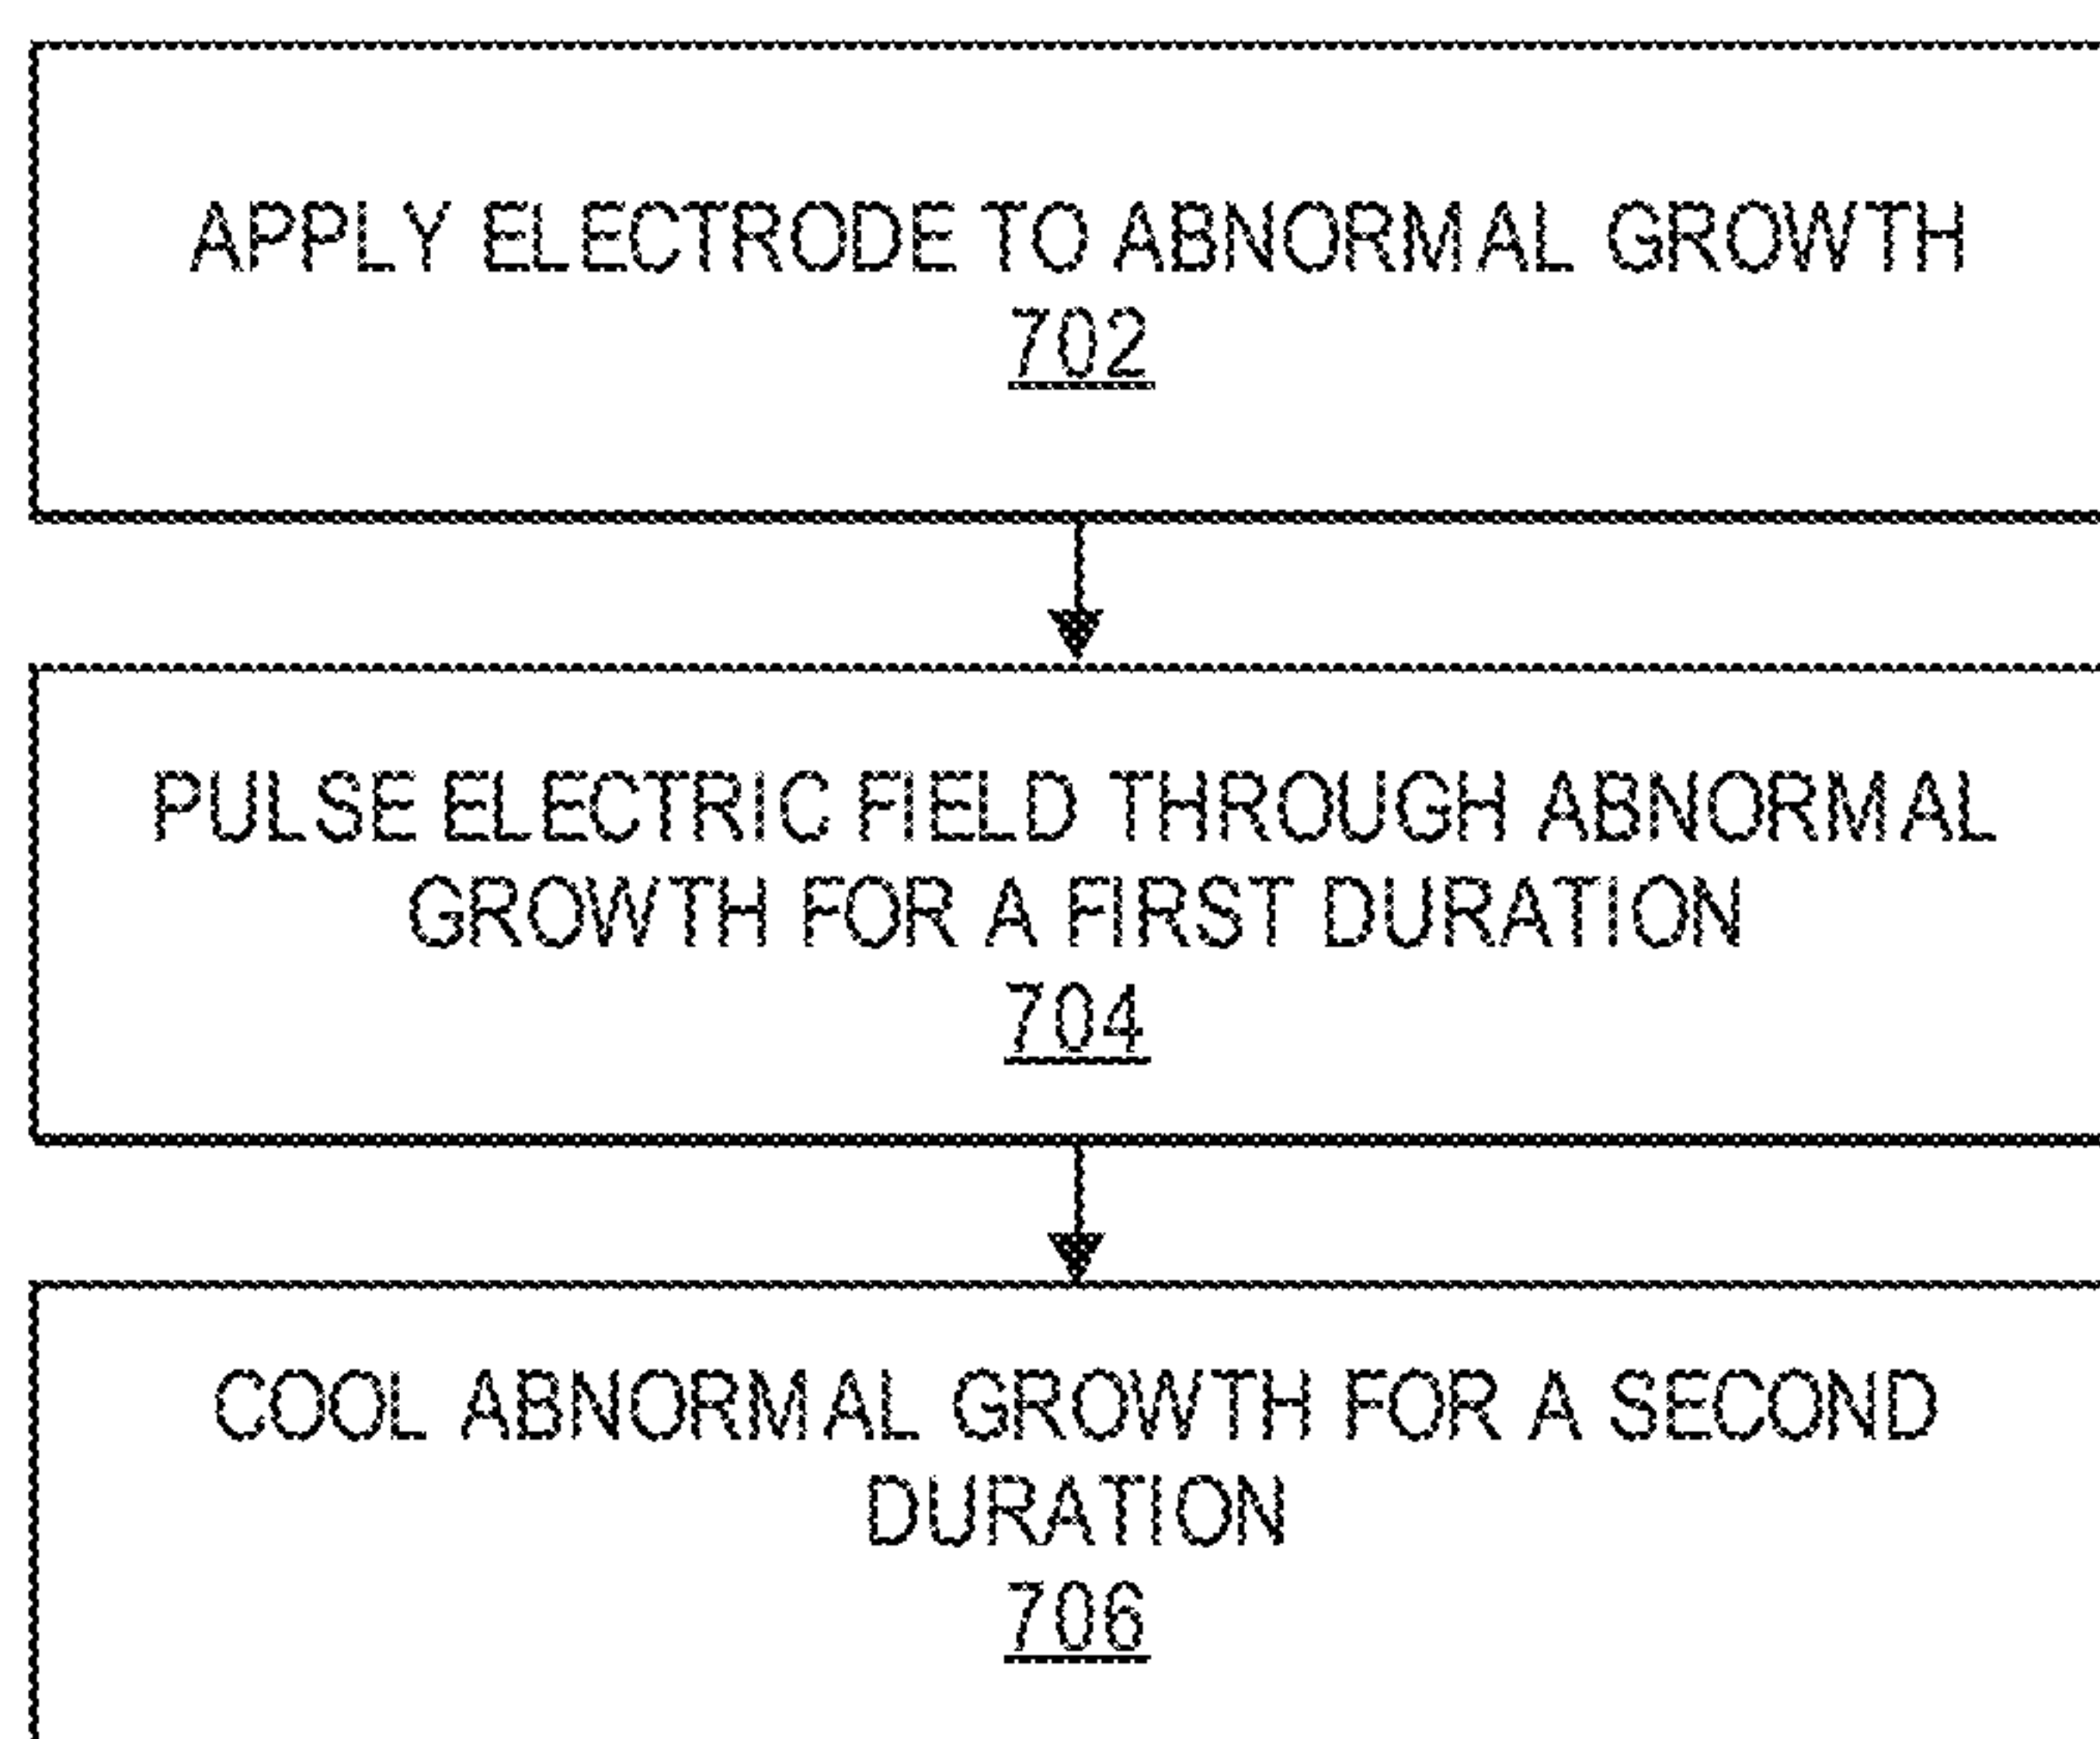 APPLY ELECTRODE TO ABNORMAL GROWTH
702
PULSE ELECTRIC FIELD THROUGH ABNORMAL
GROWTH FOR A FIRST DURATION
704
COOL ABNORMAL GROWTH FOR A SECOND
DURATION
706